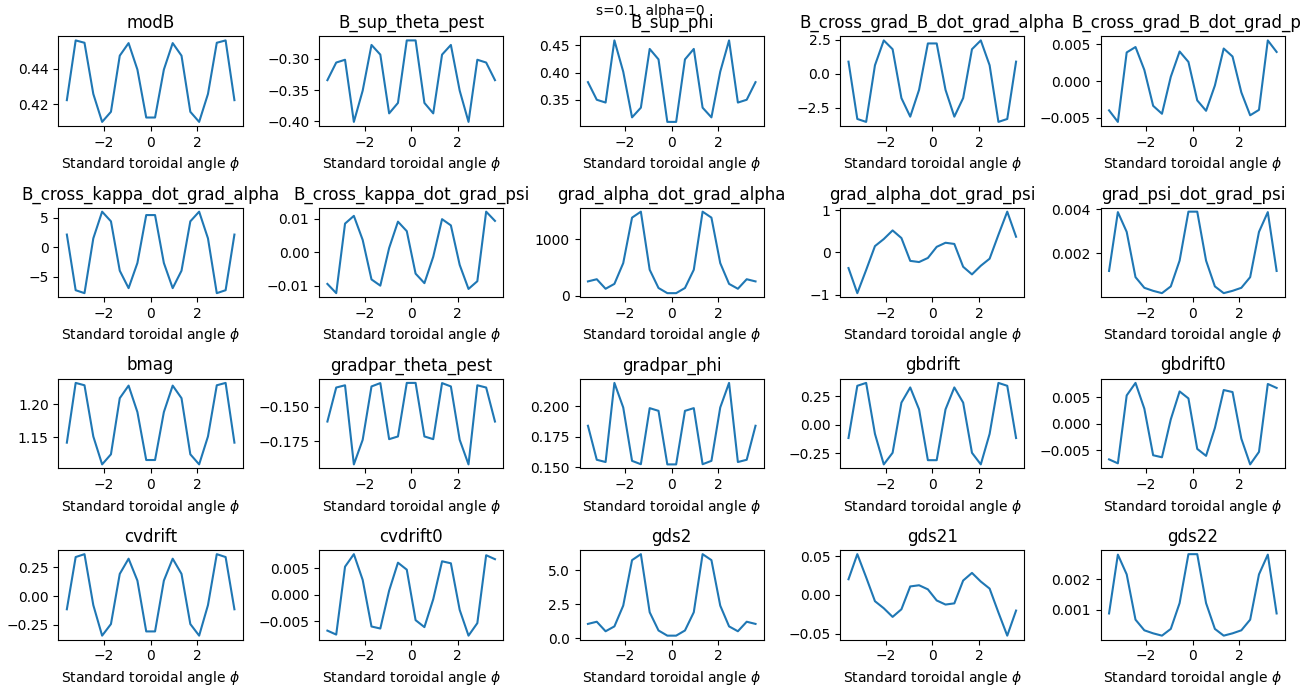 s=0.1, alpha=0
modB
B_sup_theta_pest
B_sup_phi
B_cross_grad_B_dot_grad_alpha
B_cross_grad_B_dot_grad_p
0.44
0.42
−2 0 2
Standard toroidal angle ϕ
−0.30
−0.35
−0.40
−2 0 2
Standard toroidal angle ϕ
0.45
0.40
0.35
−2 0 2
Standard toroidal angle ϕ
2.5
0.0
−2.5
−2 0 2
Standard toroidal angle ϕ
0.005
0.000
−0.005
−2 0 2
Standard toroidal angle ϕ
B_cross_kappa_dot_grad_alpha
B_cross_kappa_dot_grad_psi
grad_alpha_dot_grad_alpha
grad_alpha_dot_grad_psi
grad_psi_dot_grad_psi
5
0
−5
−2 0 2
Standard toroidal angle ϕ
0.01
0.00
−0.01
−2 0 2
Standard toroidal angle ϕ
1000
0
−2 0 2
Standard toroidal angle ϕ
1
0
−1
−2 0 2
Standard toroidal angle ϕ
0.004
0.002
−2 0 2
Standard toroidal angle ϕ
bmag
gradpar_theta_pest
gradpar_phi
gbdrift
gbdrift0
1.20
1.15
−2 0 2
Standard toroidal angle ϕ
−0.150
−0.175
−2 0 2
Standard toroidal angle ϕ
0.200
0.175
0.150
−2 0 2
Standard toroidal angle ϕ
0.25
0.00
−0.25
−2 0 2
Standard toroidal angle ϕ
0.005
0.000
−0.005
−2 0 2
Standard toroidal angle ϕ
cvdrift
cvdrift0
gds2
gds21
gds22
0.25
0.00
−0.25
−2 0 2
Standard toroidal angle ϕ
0.005
0.000
−0.005
−2 0 2
Standard toroidal angle ϕ
5.0
2.5
0.0
−2 0 2
Standard toroidal angle ϕ
0.05
0.00
−0.05
−2 0 2
Standard toroidal angle ϕ
0.002
0.001
−2 0 2
Standard toroidal angle ϕ